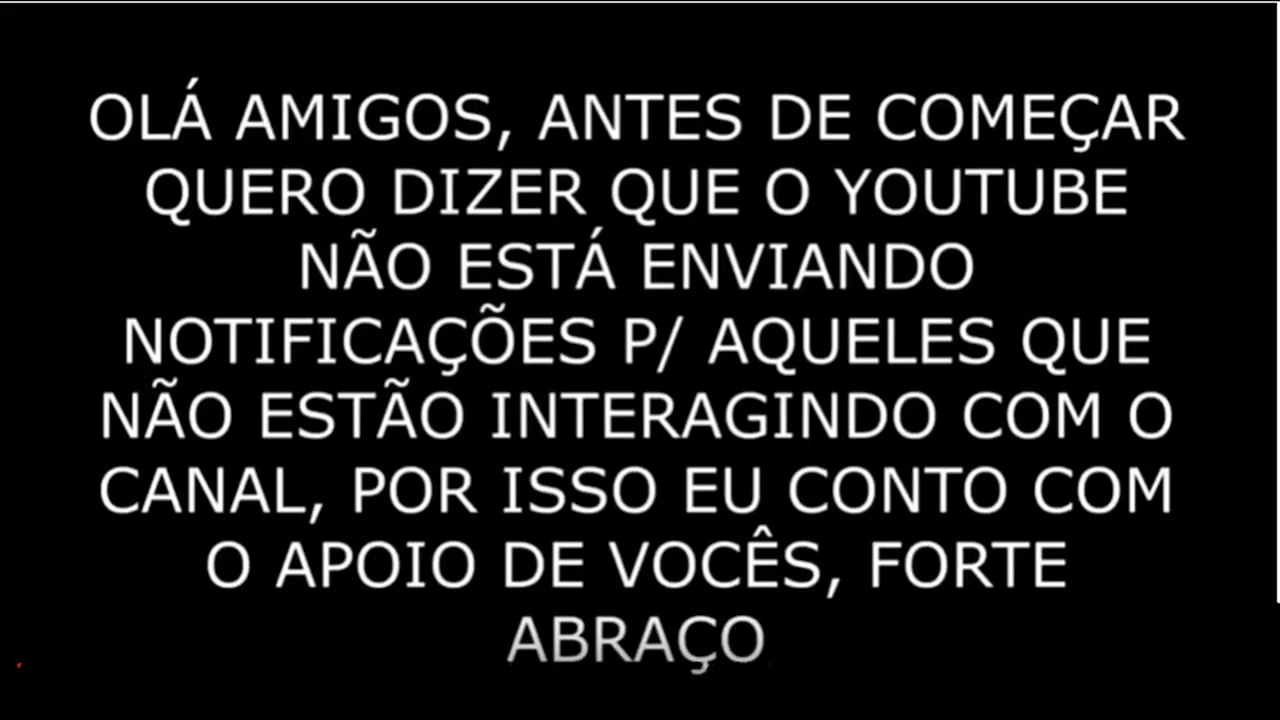 OLÁ AMIGOS, ANTES DE COMEÇAR
QUERO DIZER QUE O YOUTUBE
NÃO ESTÁ ENVIANDO
NOTIFICAÇÕES P/ AQUELES QUE
NÃO ESTÃO INTERAGINDO COM O
CANAL, POR ISSO EU CONTO COM
O APOIO DE VOCÊS, FORTE
ABRAÇO